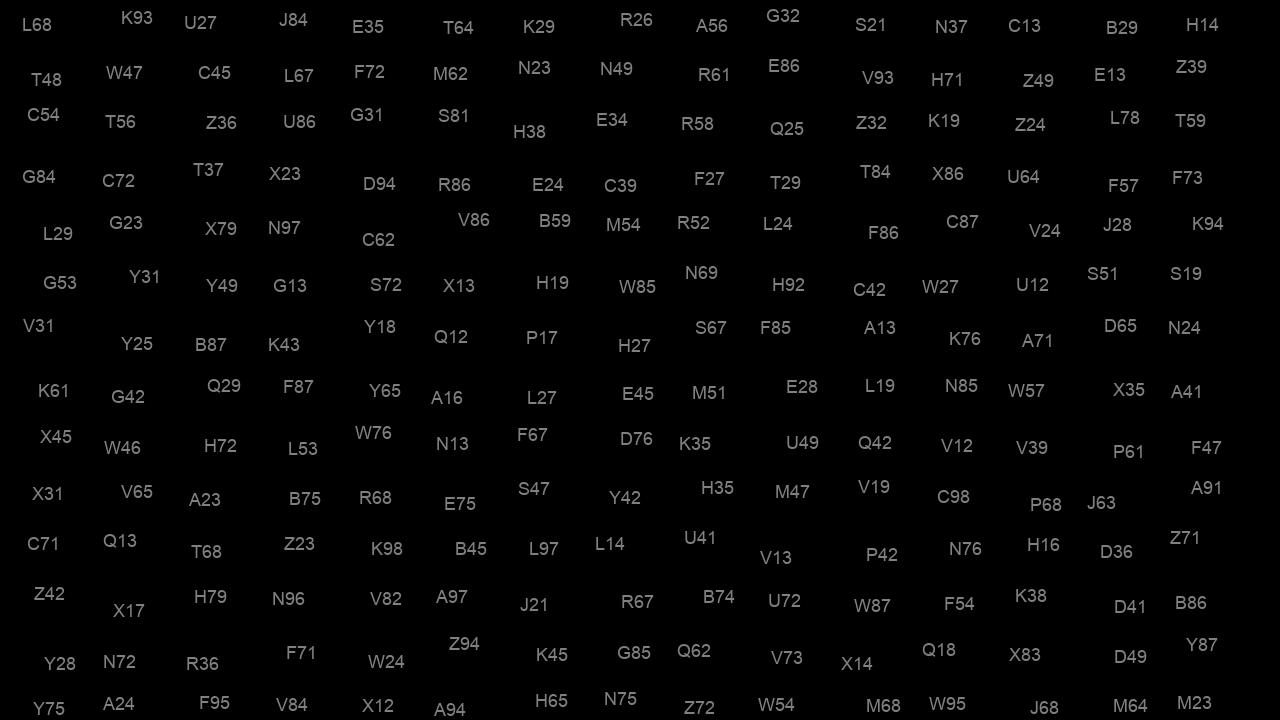 L68 K93 U27 J84 E35 T64 K29 R26 A56 G32 S21 N37 C13 B29 H14
T48 W47 C45 L67 F72 M62 N23 N49 R61 E86 V93 H71 Z49 E13 Z39
C54 T56 Z36 U86 G31 S81 H38 E34 R58 Q25 Z32 K19 Z24 L78 T59
G84 C72 T37 X23 D94 R86 E24 C39 F27 T29 T84 X86 U64 F57 F73
L29 G23 X79 N97 C62 V86 B59 M54 R52 L24 F86 C87 V24 J28 K94
G53 Y31 Y49 G13 S72 X13 H19 W85 N69 H92 C42 W27 U12 S51 S19
V31 Y25 B87 K43 Y18 Q12 P17 H27 S67 F85 A13 K76 A71 D65 N24
K61 G42 Q29 F87 Y65 A16 L27 E45 M51 E28 L19 N85 W57 X35 A41
X45 W46 H72 L53 W76 N13 F67 D76 K35 U49 Q42 V12 V39 P61 F47
X31 V65 A23 B75 R68 E75 S47 Y42 H35 M47 V19 C98 P68 J63 A91
C71 Q13 T68 Z23 K98 B45 L97 L14 U41 V13 P42 N76 H16 D36 Z71
Z42 X17 H79 N96 V82 A97 J21 R67 B74 U72 W87 F54 K38 D41 B86
Y28 N72 R36 F71 W24 Z94 K45 G85 Q62 V73 X14 Q18 X83 D49 Y87
Y75 A24 F95 V84 X12 A94 H65 N75 Z72 W54 M68 W95 J68 M64 M23